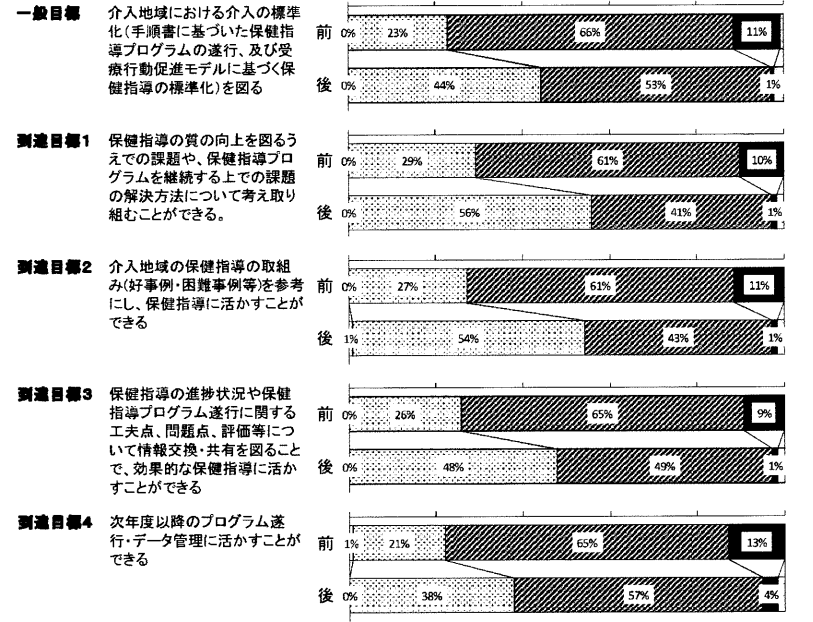 一般目標
介入地域における介入の標準
化(手順書に基づいた保健指
導プログラムの遂行、及び受
療行動促進モデルに基づく保
健指導の標準化)を図る
前 0% 23% 66% 11%
後 0% 44% 53% 1%
到達目標1
保健指導の質の向上を図るう
えでの課題や、保健指導プロ
グラムを継続する上での課題
の解決方法について考え取り
組むことができる。
前 0% 29% 61% 10%
後 0% 56% 41% 1%
到達目標2
介入地域の保健指導の取組
み(好事例・困難事例等)を参考
にし、保健指導に活かすことが
できる
前 0% 27% 61% 11%
後 1% 54% 43% 1%
到達目標3
保健指導の進捗状況や保健
指導プログラム遂行に関する
工夫点、問題点、評価等につ
いて情報交換・共有を図ること
で、効果的な保健指導に活か
すことができる
前 0% 26% 65% 9%
後 0% 48% 49% 1%
到達目標4
次年度以降のプログラム遂
行・データ管理に活かすことが
できる
前 1% 21% 65% 13%
後 0% 38% 57% 4%